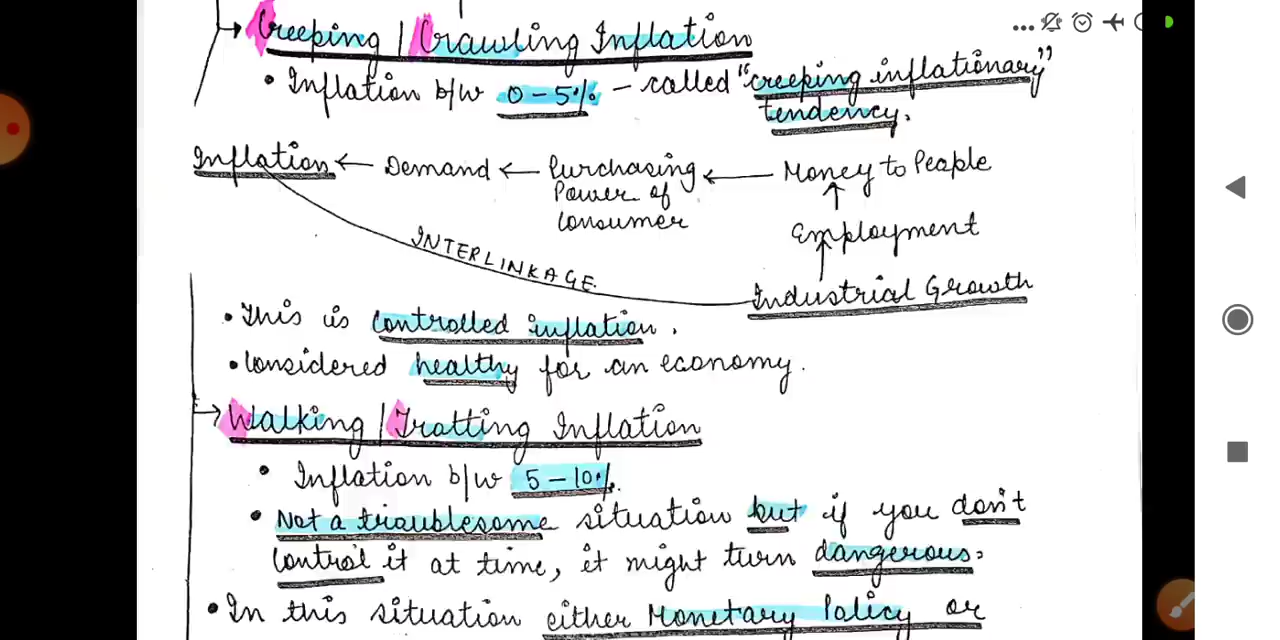 Creeping / Crawling Inflation
• Inflation b/w 0 – 5% – called "creeping inflationary"
tendency.
Inflation ← Demand ← Purchasing ← Money to People
Power of
Consumer
↑
Employment
INTERLINKAGE
↑
Industrial Growth
• This is controlled inflation.
• Considered healthy for an economy.
→ Walking / Trotting Inflation
• Inflation b/w 5 – 10%.
• Not a troublesome situation but if you don't
control it at time, it might turn dangerous.
• In this situation either Monetary Policy or